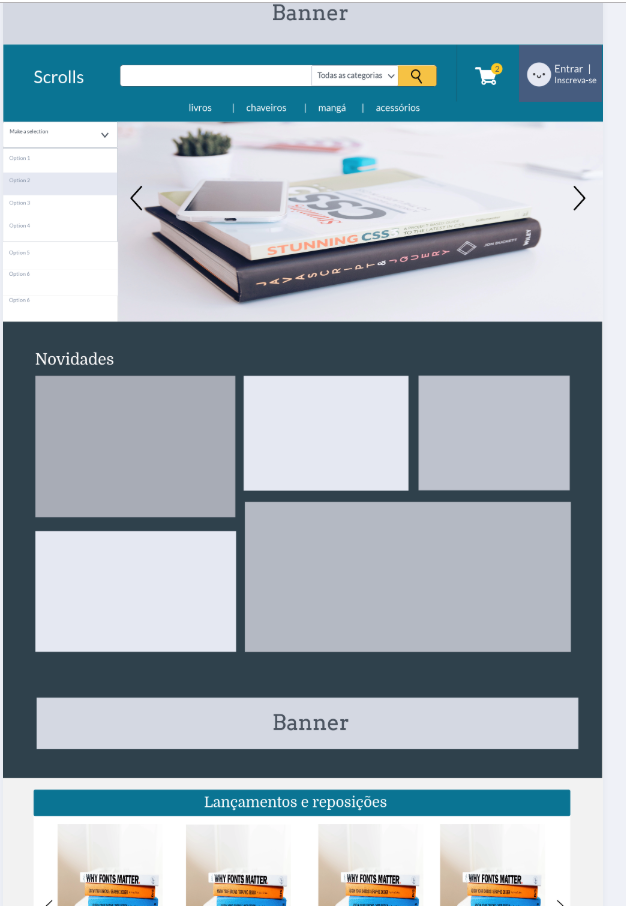 Banner
Scrolls
Todas as categorias
2
Entrar |
Inscreva-se
livros | chaveiros | mangá | acessórios
Make a selection
Option 1
Option 2
Option 3
Option 4
Option 5
Option 6
Option 6
CSS
STUNNING CSS
JAVASCRIPT & JQUERY
WILEY
Novidades
Banner
Lançamentos e reposições
WHY FONTS MATTER
WHY FONTS MATTER
WHY FONTS MATTER
WHY FONTS MATTER